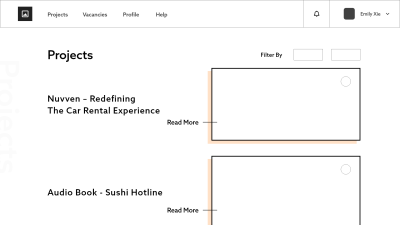 Projects
Vacancies
Profile
Help
Emily Xia
Projects
Filter By
Projects
Nuvven – Redefining
The Car Rental Experience
Read More
Audio Book - Sushi Hotline
Read More